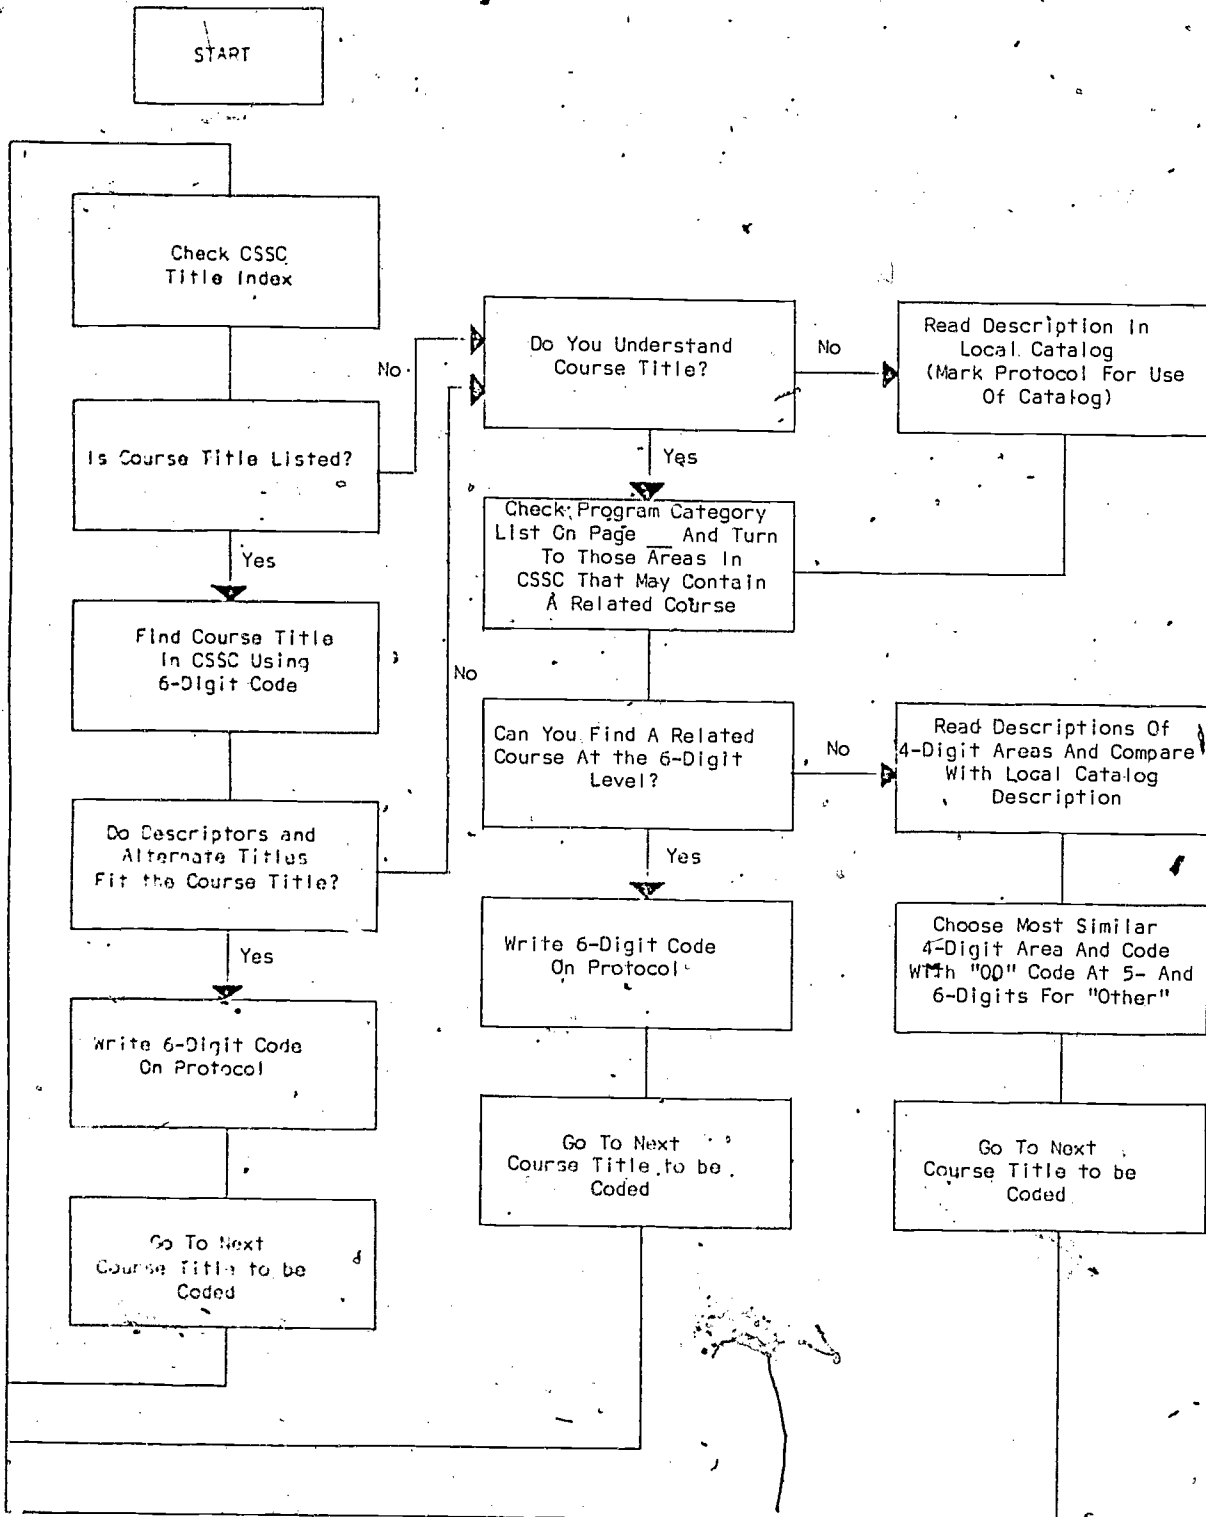 START
Check CSSC
Title Index
Is Course Title Listed?
No
Yes
Find Course Title
In CSSC Using
6-Digit Code
Do Descriptors and
Alternate Titles
Fit the Course Title?
No
Yes
Write 6-Digit Code
On Protocol
Go To Next
Course Title to be
Coded
Do You Understand
Course Title?
No
Yes
Read Description In
Local Catalog
(Mark Protocol For Use
Of Catalog)
Check Program Category
List On Page __ And Turn
To Those Areas In
CSSC That May Contain
A Related Course
Can You Find A Related
Course At the 6-Digit
Level?
No
Yes
Write 6-Digit Code
On Protocol
Go To Next
Course Title to be
Coded
Read Descriptions Of
4-Digit Areas And Compare
With Local Catalog
Description
Choose Most Similar
4-Digit Area And Code
With "00" Code At 5- And
6-Digits For "Other"
Go To Next
Course Title to be
Coded